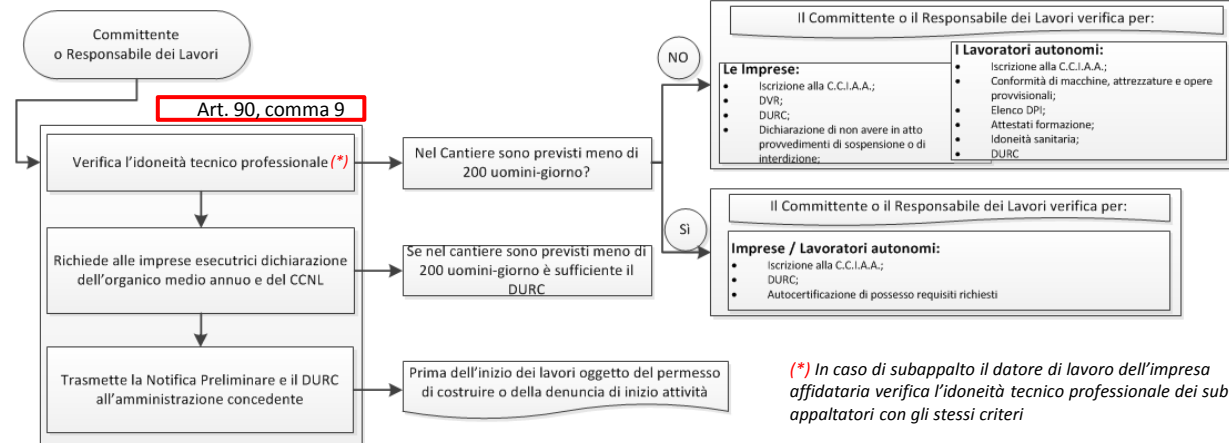 Committente
o Responsabile dei Lavori
Art. 90, comma 9
Verifica l'idoneità tecnico professionale (*)
Richiede alle imprese esecutrici dichiarazione
dell'organico medio annuo e del CCNL
Trasmette la Notifica Preliminare e il DURC
all'amministrazione concedente
Nel Cantiere sono previsti meno di
200 uomini-giorno?
Se nel cantiere sono previsti meno di
200 uomini-giorno è sufficiente il
DURC
Prima dell'inizio dei lavori oggetto del permesso
di costruire o della denuncia di inizio attività
NO
Il Committente o il Responsabile dei Lavori verifica per:
Le Imprese:
• Iscrizione alla C.C.I.A.A.;
• DVR;
• DURC;
• Dichiarazione di non avere in atto
provvedimenti di sospensione o di
interdizione;
I Lavoratori autonomi:
• Iscrizione alla C.C.I.A.A.;
• Conformità di macchine, attrezzature e opere
provvisionali;
• Elenco DPI;
• Attestati formazione;
• Idoneità sanitaria;
• DURC
Sì
Il Committente o il Responsabile dei Lavori verifica per:
Imprese / Lavoratori autonomi:
• Iscrizione alla C.C.I.A.A.;
• DURC;
• Autocertificazione di possesso requisiti richiesti
(*) In caso di subappalto il datore di lavoro dell'impresa
affidataria verifica l'idoneità tecnico professionale dei sub
appaltatori con gli stessi criteri